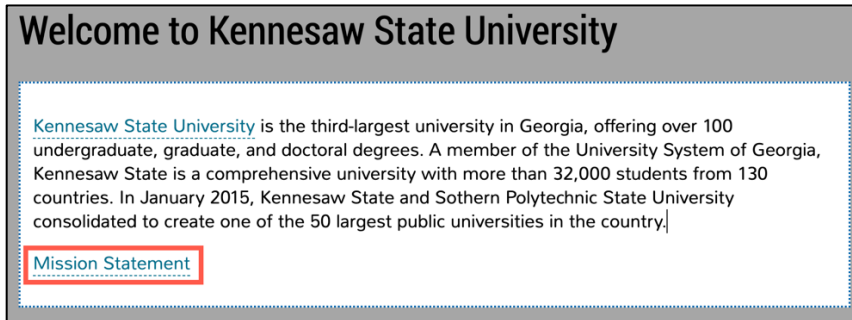 Welcome to Kennesaw State University
Kennesaw State University is the third-largest university in Georgia, offering over 100
undergraduate, graduate, and doctoral degrees. A member of the University System of Georgia,
Kennesaw State is a comprehensive university with more than 32,000 students from 130
countries. In January 2015, Kennesaw State and Sothern Polytechnic State University
consolidated to create one of the 50 largest public universities in the country.
Mission Statement